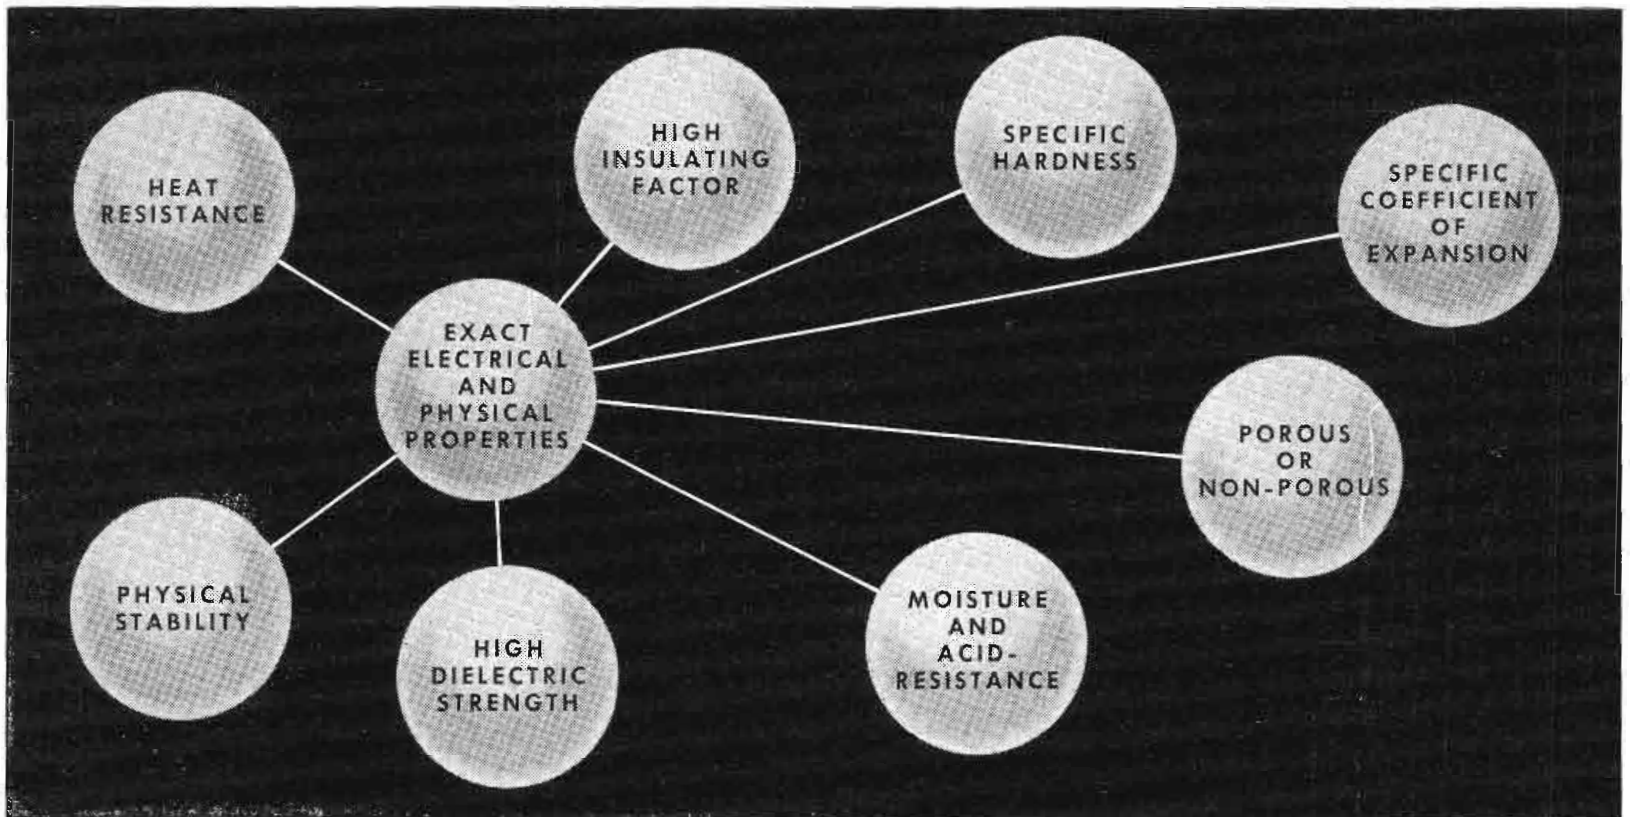 HEAT
RESISTANCE
HIGH
INSULATING
FACTOR
SPECIFIC
HARDNESS
SPECIFIC
COEFFICIENT
OF
EXPANSION
EXACT
ELECTRICAL
AND
PHYSICAL
PROPERTIES
POROUS
OR
NON-POROUS
PHYSICAL
STABILITY
HIGH
DIELECTRIC
STRENGTH
MOISTURE
AND
ACID-
RESISTANCE